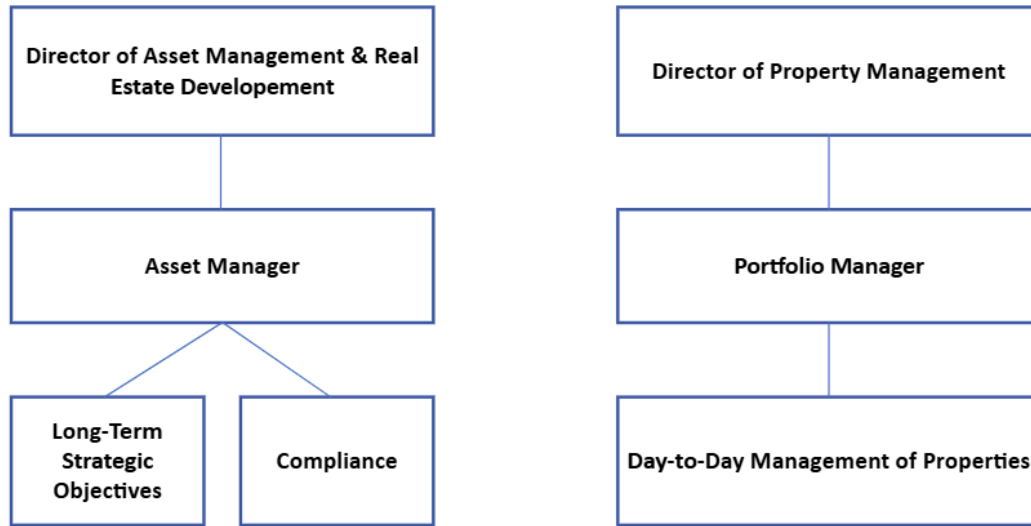 Director of Asset Management & Real
Estate Developement
Director of Property Management
Asset Manager
Portfolio Manager
Long-Term
Strategic
Objectives
Compliance
Day-to-Day Management of Properties